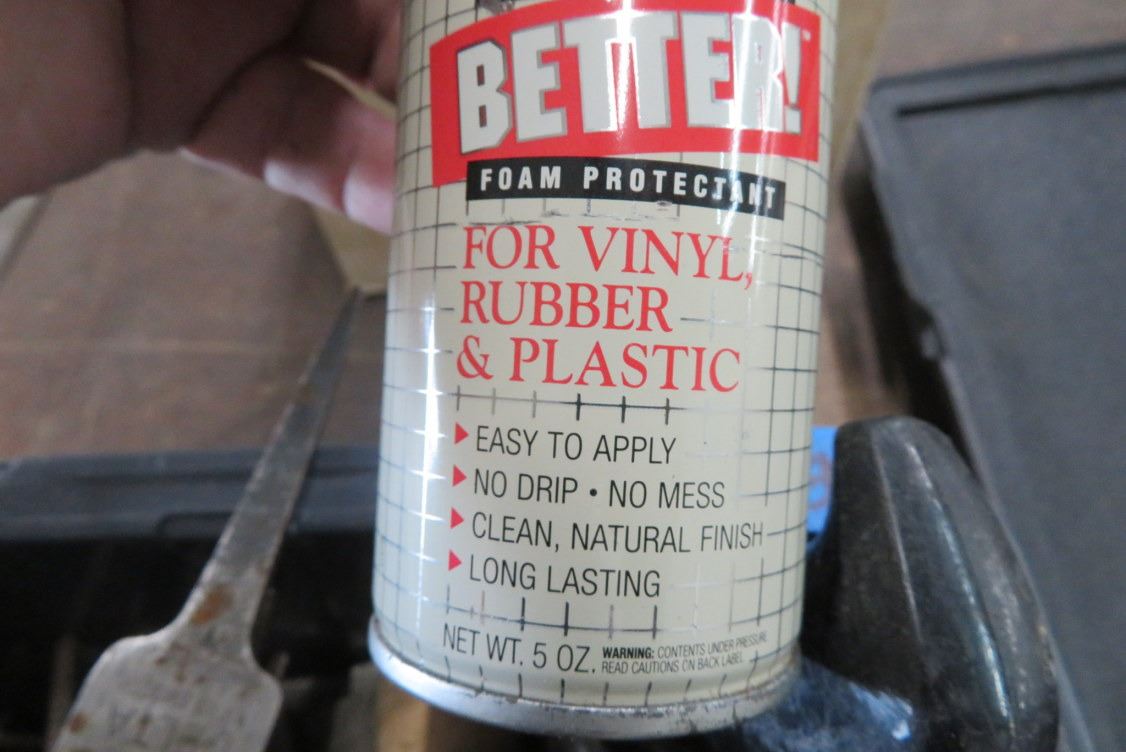 BETTER!
FOAM PROTECTANT
FOR VINYL,
RUBBER
& PLASTIC
EASY TO APPLY
NO DRIP • NO MESS
CLEAN, NATURAL FINISH
LONG LASTING
NET WT. 5 OZ. WARNING: CONTENTS UNDER PRESSURE
READ CAUTIONS ON BACK LABEL